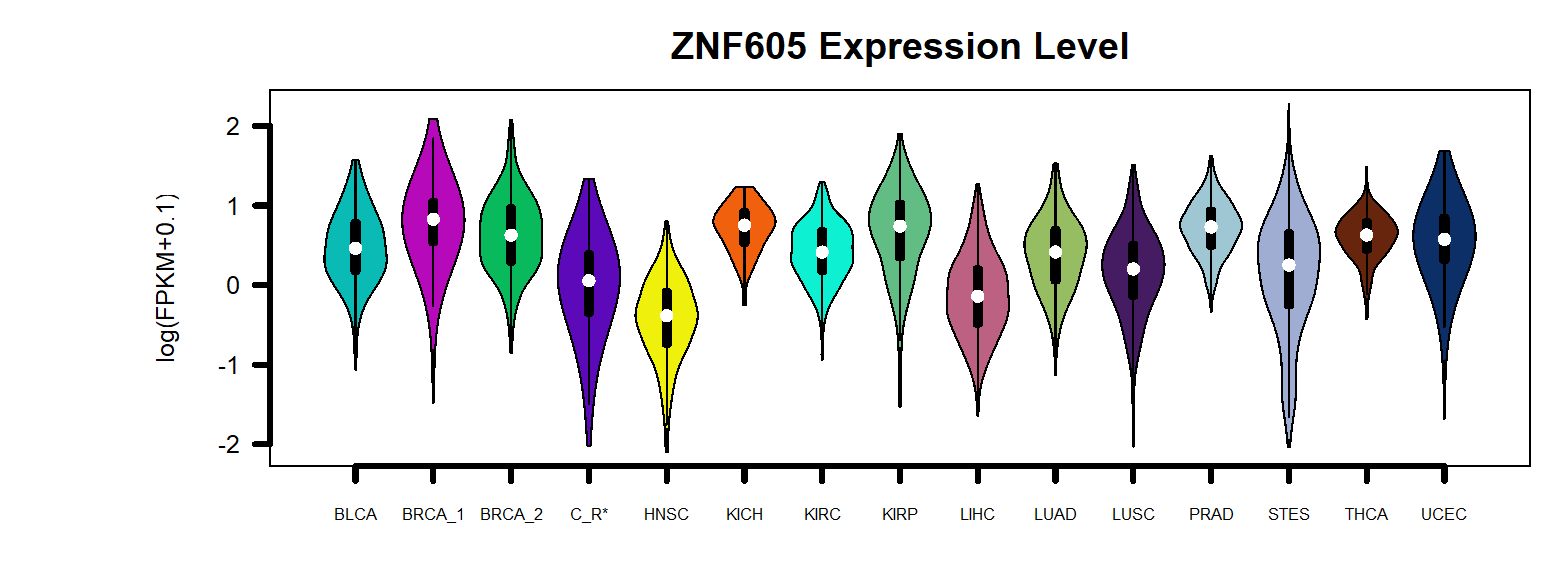 ZNF605 Expression Level
log(FPKM+0.1)
2
1
0
-1
-2
BLCA BRCA_1 BRCA_2 C_R* HNSC KICH KIRC KIRP LIHC LUAD LUSC PRAD STES THCA UCEC